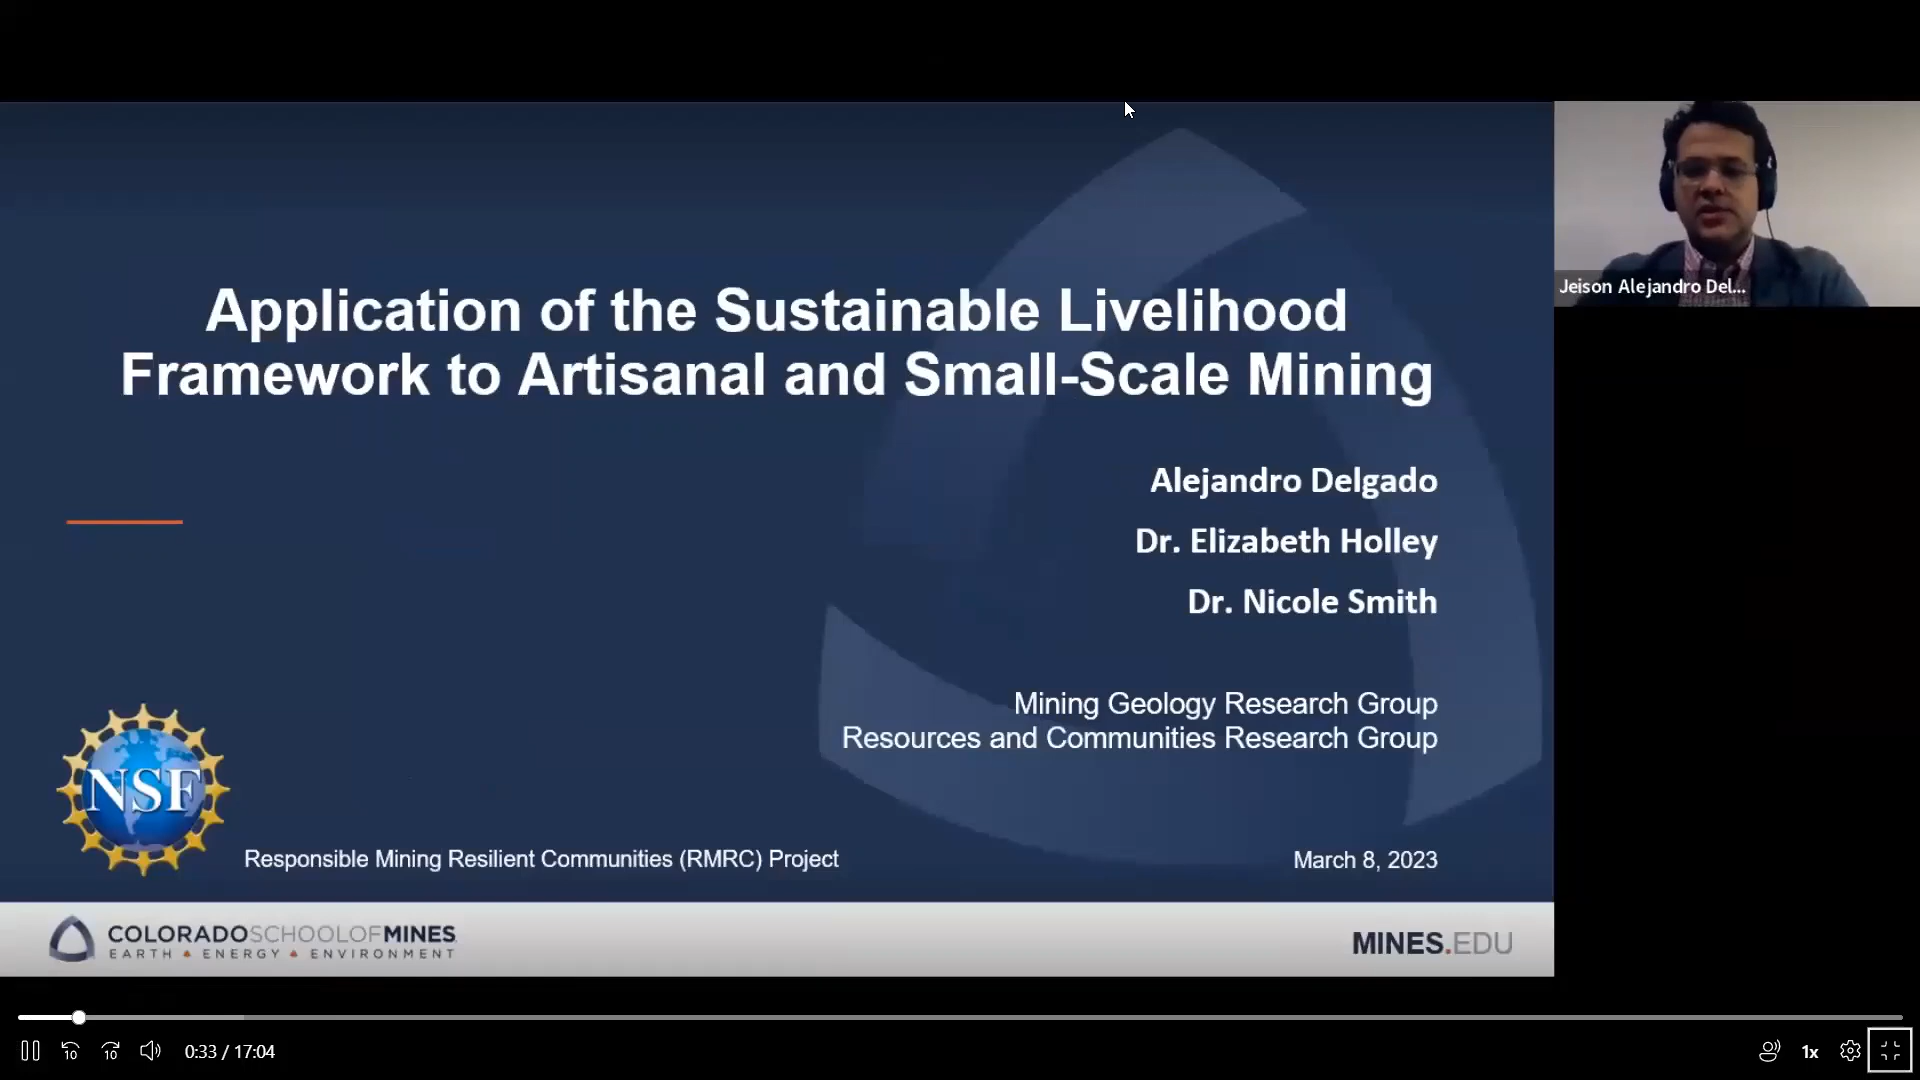 Application of the Sustainable Livelihood
Framework to Artisanal and Small-Scale Mining
Alejandro Delgado
Dr. Elizabeth Holley
Dr. Nicole Smith
Mining Geology Research Group
Resources and Communities Research Group
NSF
Responsible Mining Resilient Communities (RMRC) Project
March 8, 2023
COLORADOSCHOOLOFMINES
EARTH • ENERGY • ENVIRONMENT
MINES.EDU
Jeison Alejandro Del...
10
10
0:33 / 17:04
1x